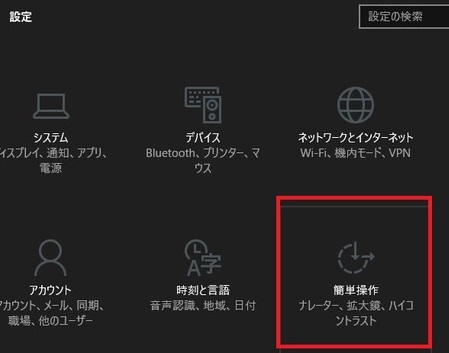 設定
設定の検索
システム
ディスプレイ、通知、アプリ、
電源
デバイス
Bluetooth、プリンター、マ
ウス
ネットワークとインターネット
Wi-Fi、機内モード、VPN
アカウント
アカウント、メール、同期、
職場、他のユーザー
A字
時刻と言語
音声認識、地域、日付
簡単操作
ナレーター、拡大鏡、ハイコ
ントラスト